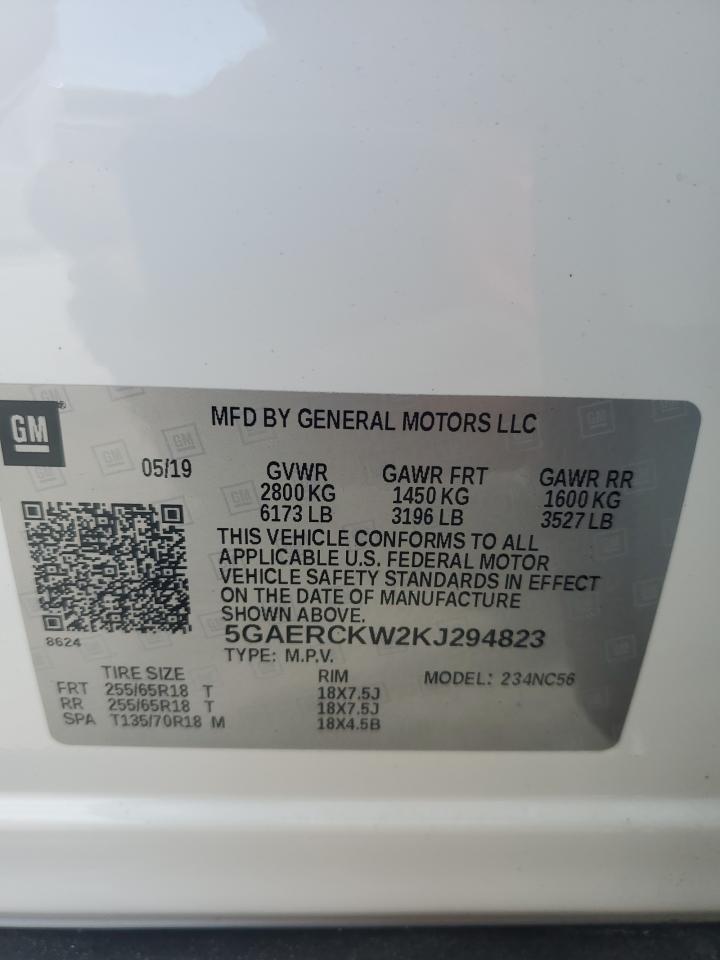 GM
MFD BY GENERAL MOTORS LLC
05/19 GVWR GAWR FRT GAWR RR
2800 KG 1450 KG 1600 KG
6173 LB 3196 LB 3527 LB
THIS VEHICLE CONFORMS TO ALL
APPLICABLE U.S. FEDERAL MOTOR
VEHICLE SAFETY STANDARDS IN EFFECT
ON THE DATE OF MANUFACTURE
SHOWN ABOVE.
8624
5GAERCKW2KJ294823
TYPE: M.P.V.
TIRE SIZE RIM MODEL: 234NC56
FRT 255/65R18 T 18X7.5J
RR 255/65R18 T 18X7.5J
SPA T135/70R18 M 18X4.5B